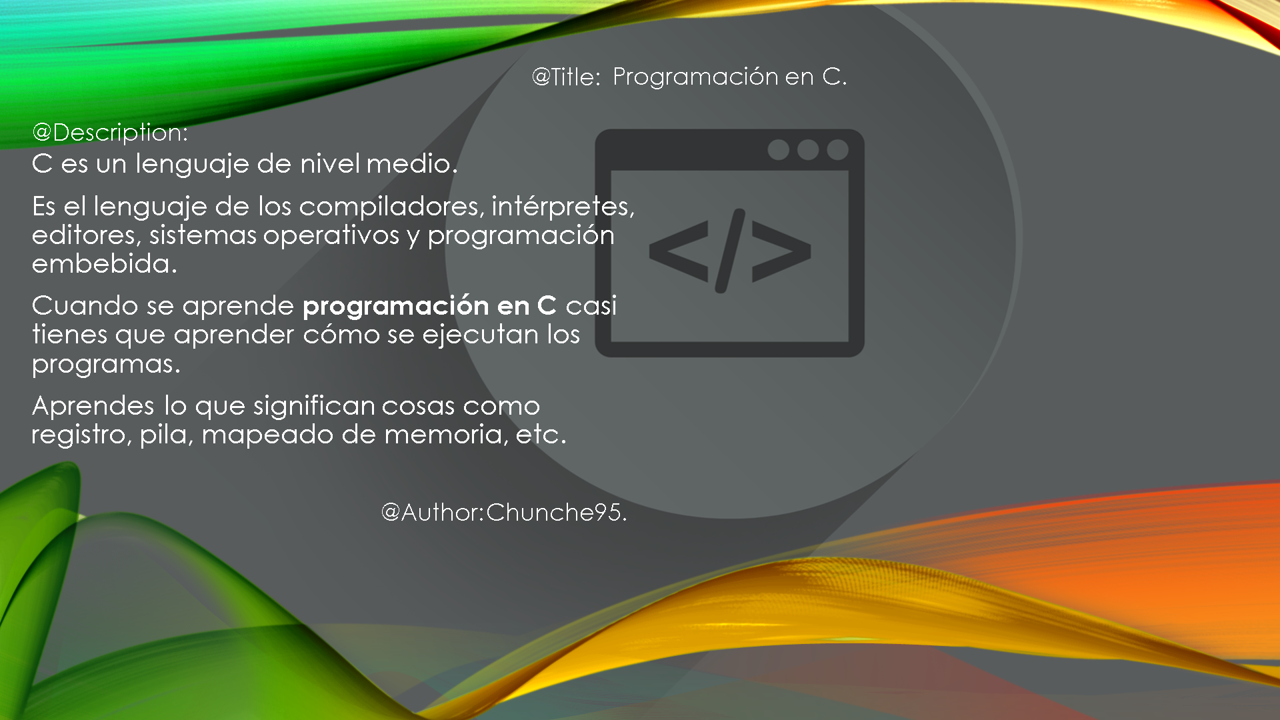 @Title: Programación en C.
@Description:
C es un lenguaje de nivel medio.
Es el lenguaje de los compiladores, intérpretes,
editores, sistemas operativos y programación
embebida.
Cuando se aprende programación en C casi
tienes que aprender cómo se ejecutan los
programas.
Aprendes lo que significan cosas como
registro, pila, mapeado de memoria, etc.
@Author:Chunche95.
</>